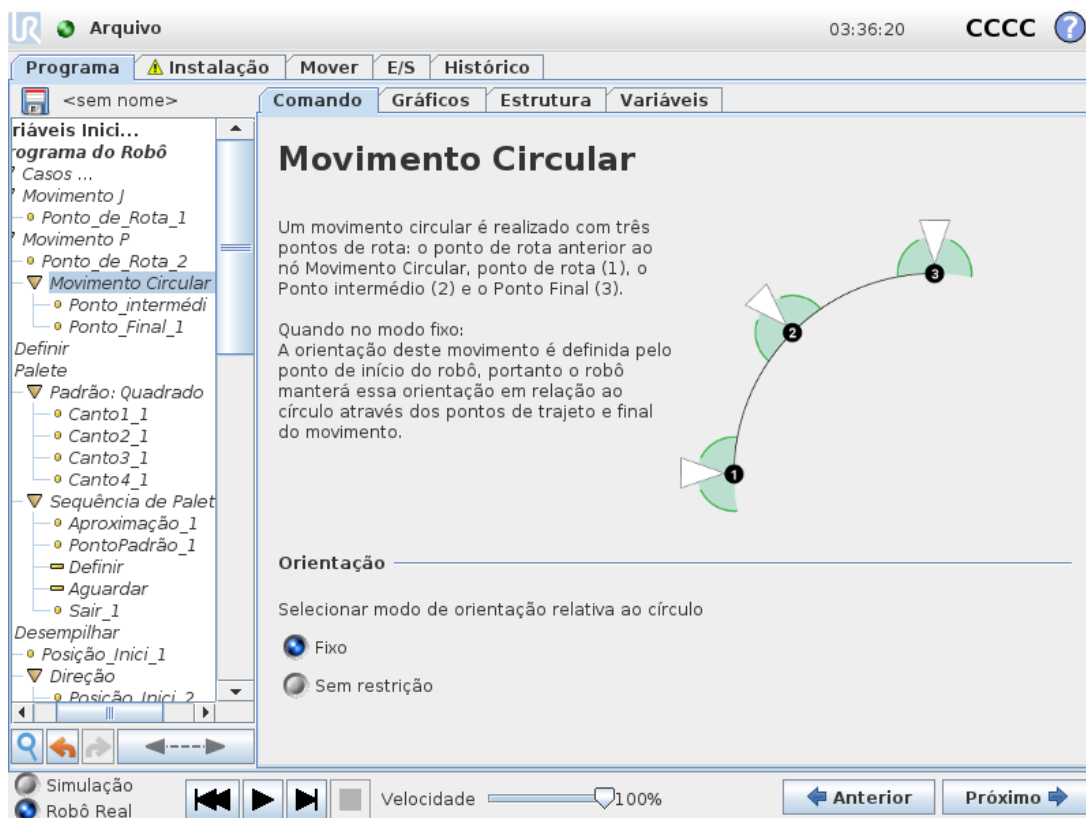 UR Arquivo 03:36:20 CCCC ?
Programa Instalação Mover E/S Histórico
<sem nome>
Comando Gráficos Estrutura Variáveis
riáveis Inici...
rograma do Robô
Casos ...
Movimento J
Ponto_de_Rota_1
Movimento P
Ponto_de_Rota_2
Movimento Circular
Ponto_intermédi
Ponto_Final_1
Definir
Palete
Padrão: Quadrado
Canto1_1
Canto2_1
Canto3_1
Canto4_1
Sequência de Palet
Aproximação_1
PontoPadrão_1
Definir
Aguardar
Sair_1
Desempilhar
Posição_Inici_1
Direção
Posição_Inici_2
Movimento Circular
Um movimento circular é realizado com três
pontos de rota: o ponto de rota anterior ao
nó Movimento Circular, ponto de rota (1), o
Ponto intermédio (2) e o Ponto Final (3).
Quando no modo fixo:
A orientação deste movimento é definida pelo
ponto de início do robô, portanto o robô
manterá essa orientação em relação ao
círculo através dos pontos de trajeto e final
do movimento.
3
2
1
Orientação
Selecionar modo de orientação relativa ao círculo
Fixo
Sem restrição
Simulação
Robô Real
Velocidade 100%
Anterior Próximo